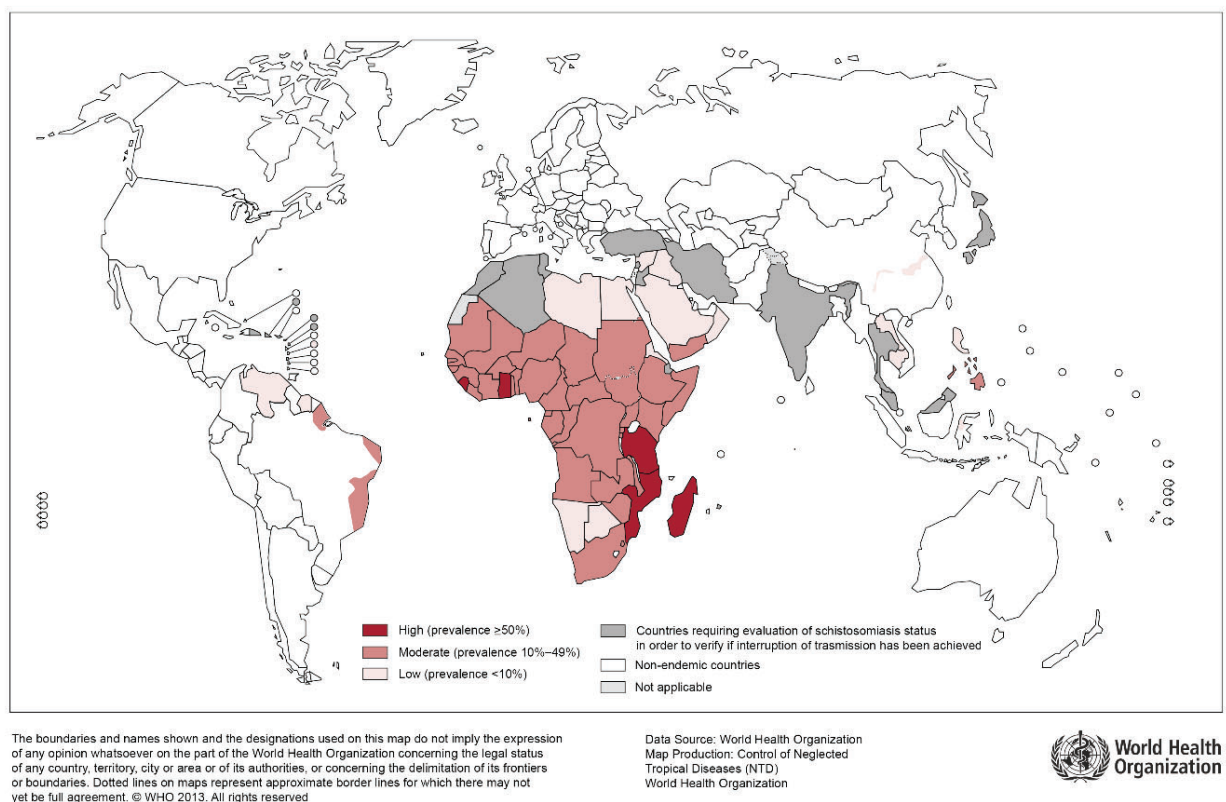 High (prevalence ≥50%)
Moderate (prevalence 10%–49%)
Low (prevalence <10%)
Countries requiring evaluation of schistosomiasis status
in order to verify if interruption of trasmission has been achieved
Non-endemic countries
Not applicable
The boundaries and names shown and the designations used on this map do not imply the expression
of any opinion whatsoever on the part of the World Health Organization concerning the legal status
of any country, territory, city or area or of its authorities, or concerning the delimitation of its frontiers
or boundaries. Dotted lines on maps represent approximate border lines for which there may not
yet be full agreement. © WHO 2013. All rights reserved
Data Source: World Health Organization
Map Production: Control of Neglected
Tropical Diseases (NTD)
World Health Organization
World Health
Organization